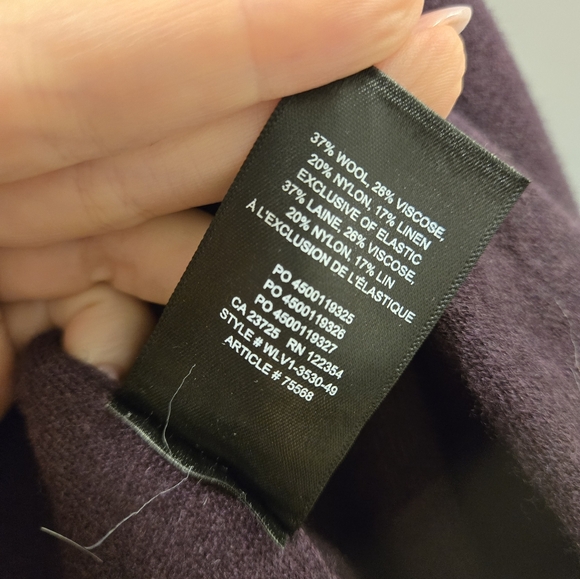 37% WOOL, 26% VISCOSE,
20% NYLON, 17% LINEN
EXCLUSIVE OF ELASTIC
37% LAINE, 26% VISCOSE,
20% NYLON, 17% LIN
À L'EXCLUSION DE L'ÉLASTIQUE
PO 4500119325
PO 4500119326
PO 4500119327
CA 23725 RN 122354
STYLE # WLV1-3530-49
ARTICLE # 75568